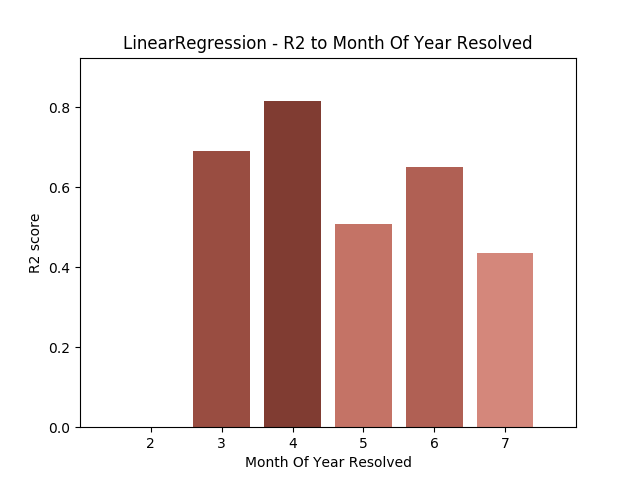 LinearRegression - R2 to Month Of Year Resolved
0.8
0.6
0.4
0.2
0.0
R2 score
2 3 4 5 6 7
Month Of Year Resolved